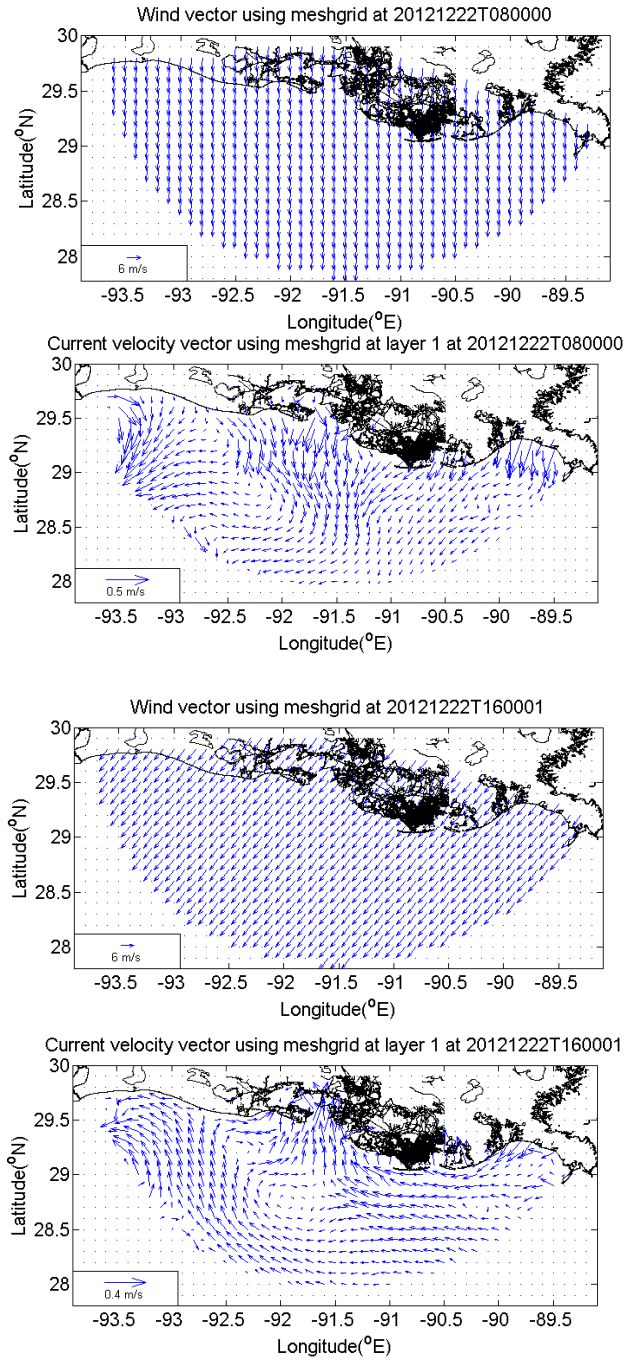 Wind vector using meshgrid at 20121222T080000
30
29.5
29
28.5
28
Latitude(°N)
6 m/s
-93.5 -93 -92.5 -92 -91.5 -91 -90.5 -90 -89.5
Longitude(°E)
Current velocity vector using meshgrid at layer 1 at 20121222T080000
30
29.5
29
28.5
28
Latitude(°N)
0.5 m/s
-93.5 -93 -92.5 -92 -91.5 -91 -90.5 -90 -89.5
Longitude(°E)
Wind vector using meshgrid at 20121222T160001
30
29.5
29
28.5
28
Latitude(°N)
6 m/s
-93.5 -93 -92.5 -92 -91.5 -91 -90.5 -90 -89.5
Longitude(°E)
Current velocity vector using meshgrid at layer 1 at 20121222T160001
30
29.5
29
28.5
28
Latitude(°N)
0.4 m/s
-93.5 -93 -92.5 -92 -91.5 -91 -90.5 -90 -89.5
Longitude(°E)